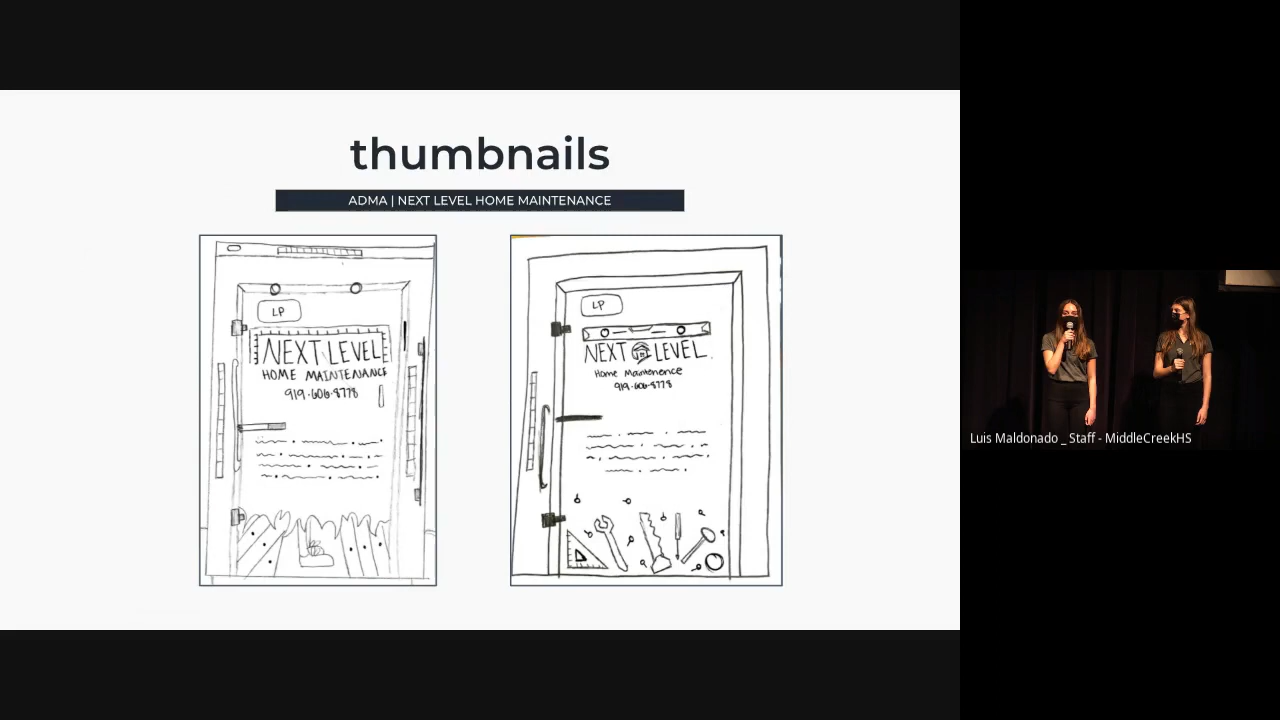 thumbnails
ADMA | NEXT LEVEL HOME MAINTENANCE
LP
NEXT LEVEL
HOME MAINTENANCE
919·606·8778
LP
NEXT LEVEL.
Home Maintenence
919·606·8778
Luis Maldonado _ Staff - MiddleCreekHS